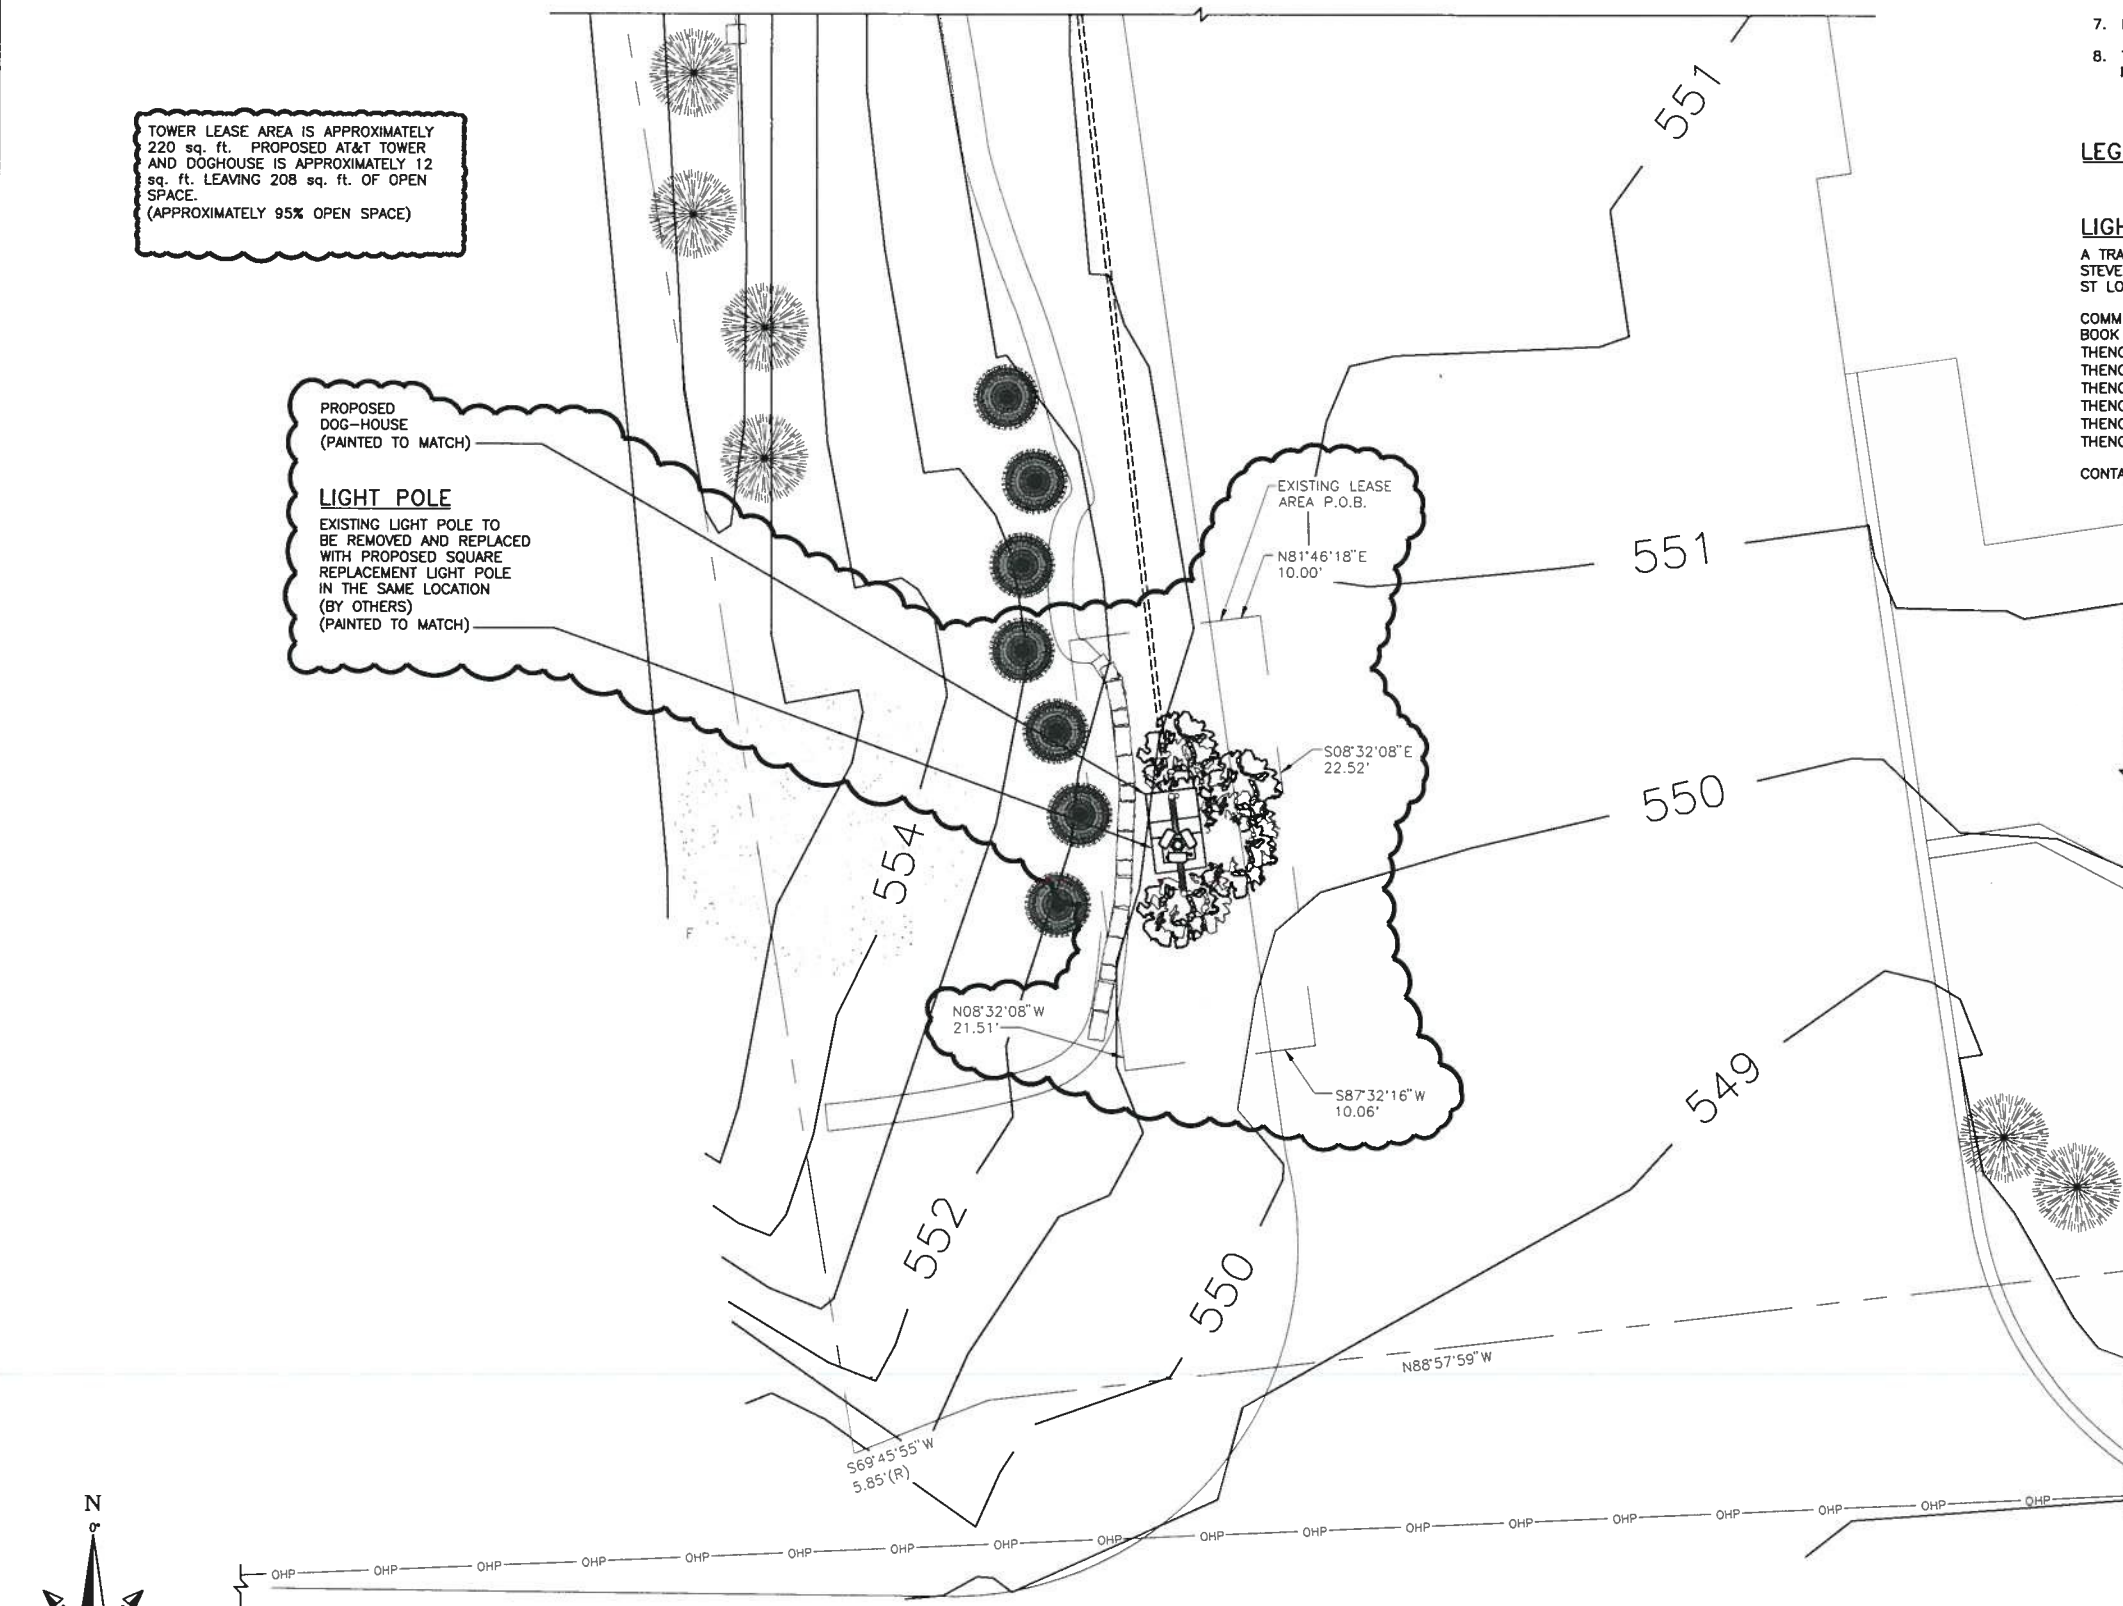 TOWER LEASE AREA IS APPROXIMATELY
220 sq. ft. PROPOSED AT&T TOWER
AND DOGHOUSE IS APPROXIMATELY 12
sq. ft. LEAVING 208 sq. ft. OF OPEN
SPACE.
(APPROXIMATELY 95% OPEN SPACE)
PROPOSED
DOG-HOUSE
(PAINTED TO MATCH)
LIGHT POLE
EXISTING LIGHT POLE TO
BE REMOVED AND REPLACED
WITH PROPOSED SQUARE
REPLACEMENT LIGHT POLE
IN THE SAME LOCATION
(BY OTHERS)
(PAINTED TO MATCH)
EXISTING LEASE
AREA P.O.B.
N81°46'18"E
10.00'
S08°32'08"E
22.52'
N08°32'08"W
21.51'
S87°32'16"W
10.06'
551
551
550
549
554
552
550
F
N88°57'59"W
S69°45'55"W
5.85'(R)
OHP OHP OHP OHP OHP OHP OHP OHP OHP OHP OHP OHP OHP OHP OHP OHP OHP OHP
N
0°
7.
8.
LEG
LIGH
A TRA
STEVE
ST LO
COMM
BOOK
THENC
THENC
THENC
THENC
THENC
THENC
CONTA